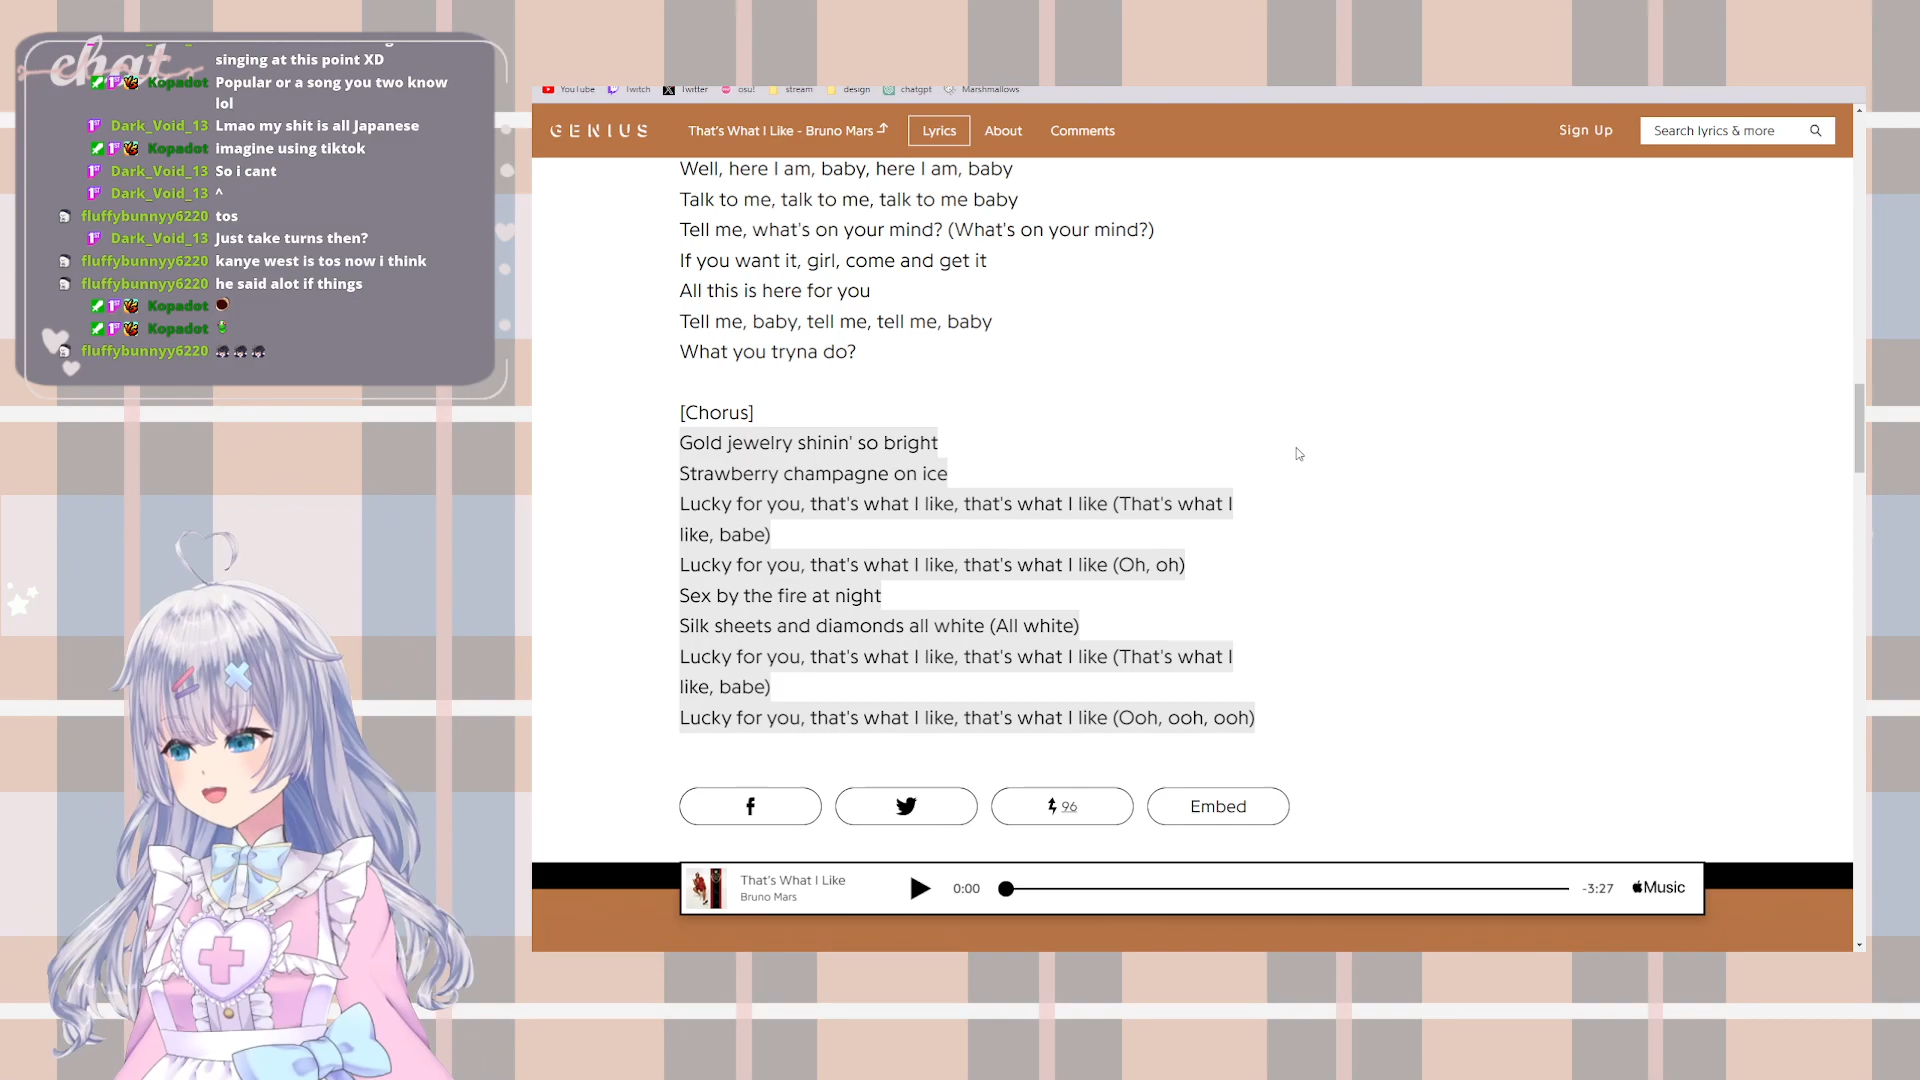 chat
singing at this point XD
Kopadot Popular or a song you two know
lol
Dark_Void_13 Lmao my shit is all Japanese
Kopadot imagine using tiktok
Dark_Void_13 So i cant
Dark_Void_13 ^
fluffybunnyy6220 tos
Dark_Void_13 Just take turns then?
fluffybunnyy6220 kanye west is tos now i think
fluffybunnyy6220 he said alot if things
Kopadot
Kopadot
fluffybunnyy6220
YouTube Twitch Twitter osu! stream design chatgpt Marshmallows
GENIUS That's What I Like - Bruno Mars Lyrics About Comments Sign Up Search lyrics & more
Well, here I am, baby, here I am, baby
Talk to me, talk to me, talk to me baby
Tell me, what's on your mind? (What's on your mind?)
If you want it, girl, come and get it
All this is here for you
Tell me, baby, tell me, tell me, baby
What you tryna do?
[Chorus]
Gold jewelry shinin' so bright
Strawberry champagne on ice
Lucky for you, that's what I like, that's what I like (That's what I
like, babe)
Lucky for you, that's what I like, that's what I like (Oh, oh)
Sex by the fire at night
Silk sheets and diamonds all white (All white)
Lucky for you, that's what I like, that's what I like (That's what I
like, babe)
Lucky for you, that's what I like, that's what I like (Ooh, ooh, ooh)
96 Embed
That's What I Like
Bruno Mars
0:00 -3:27 Music